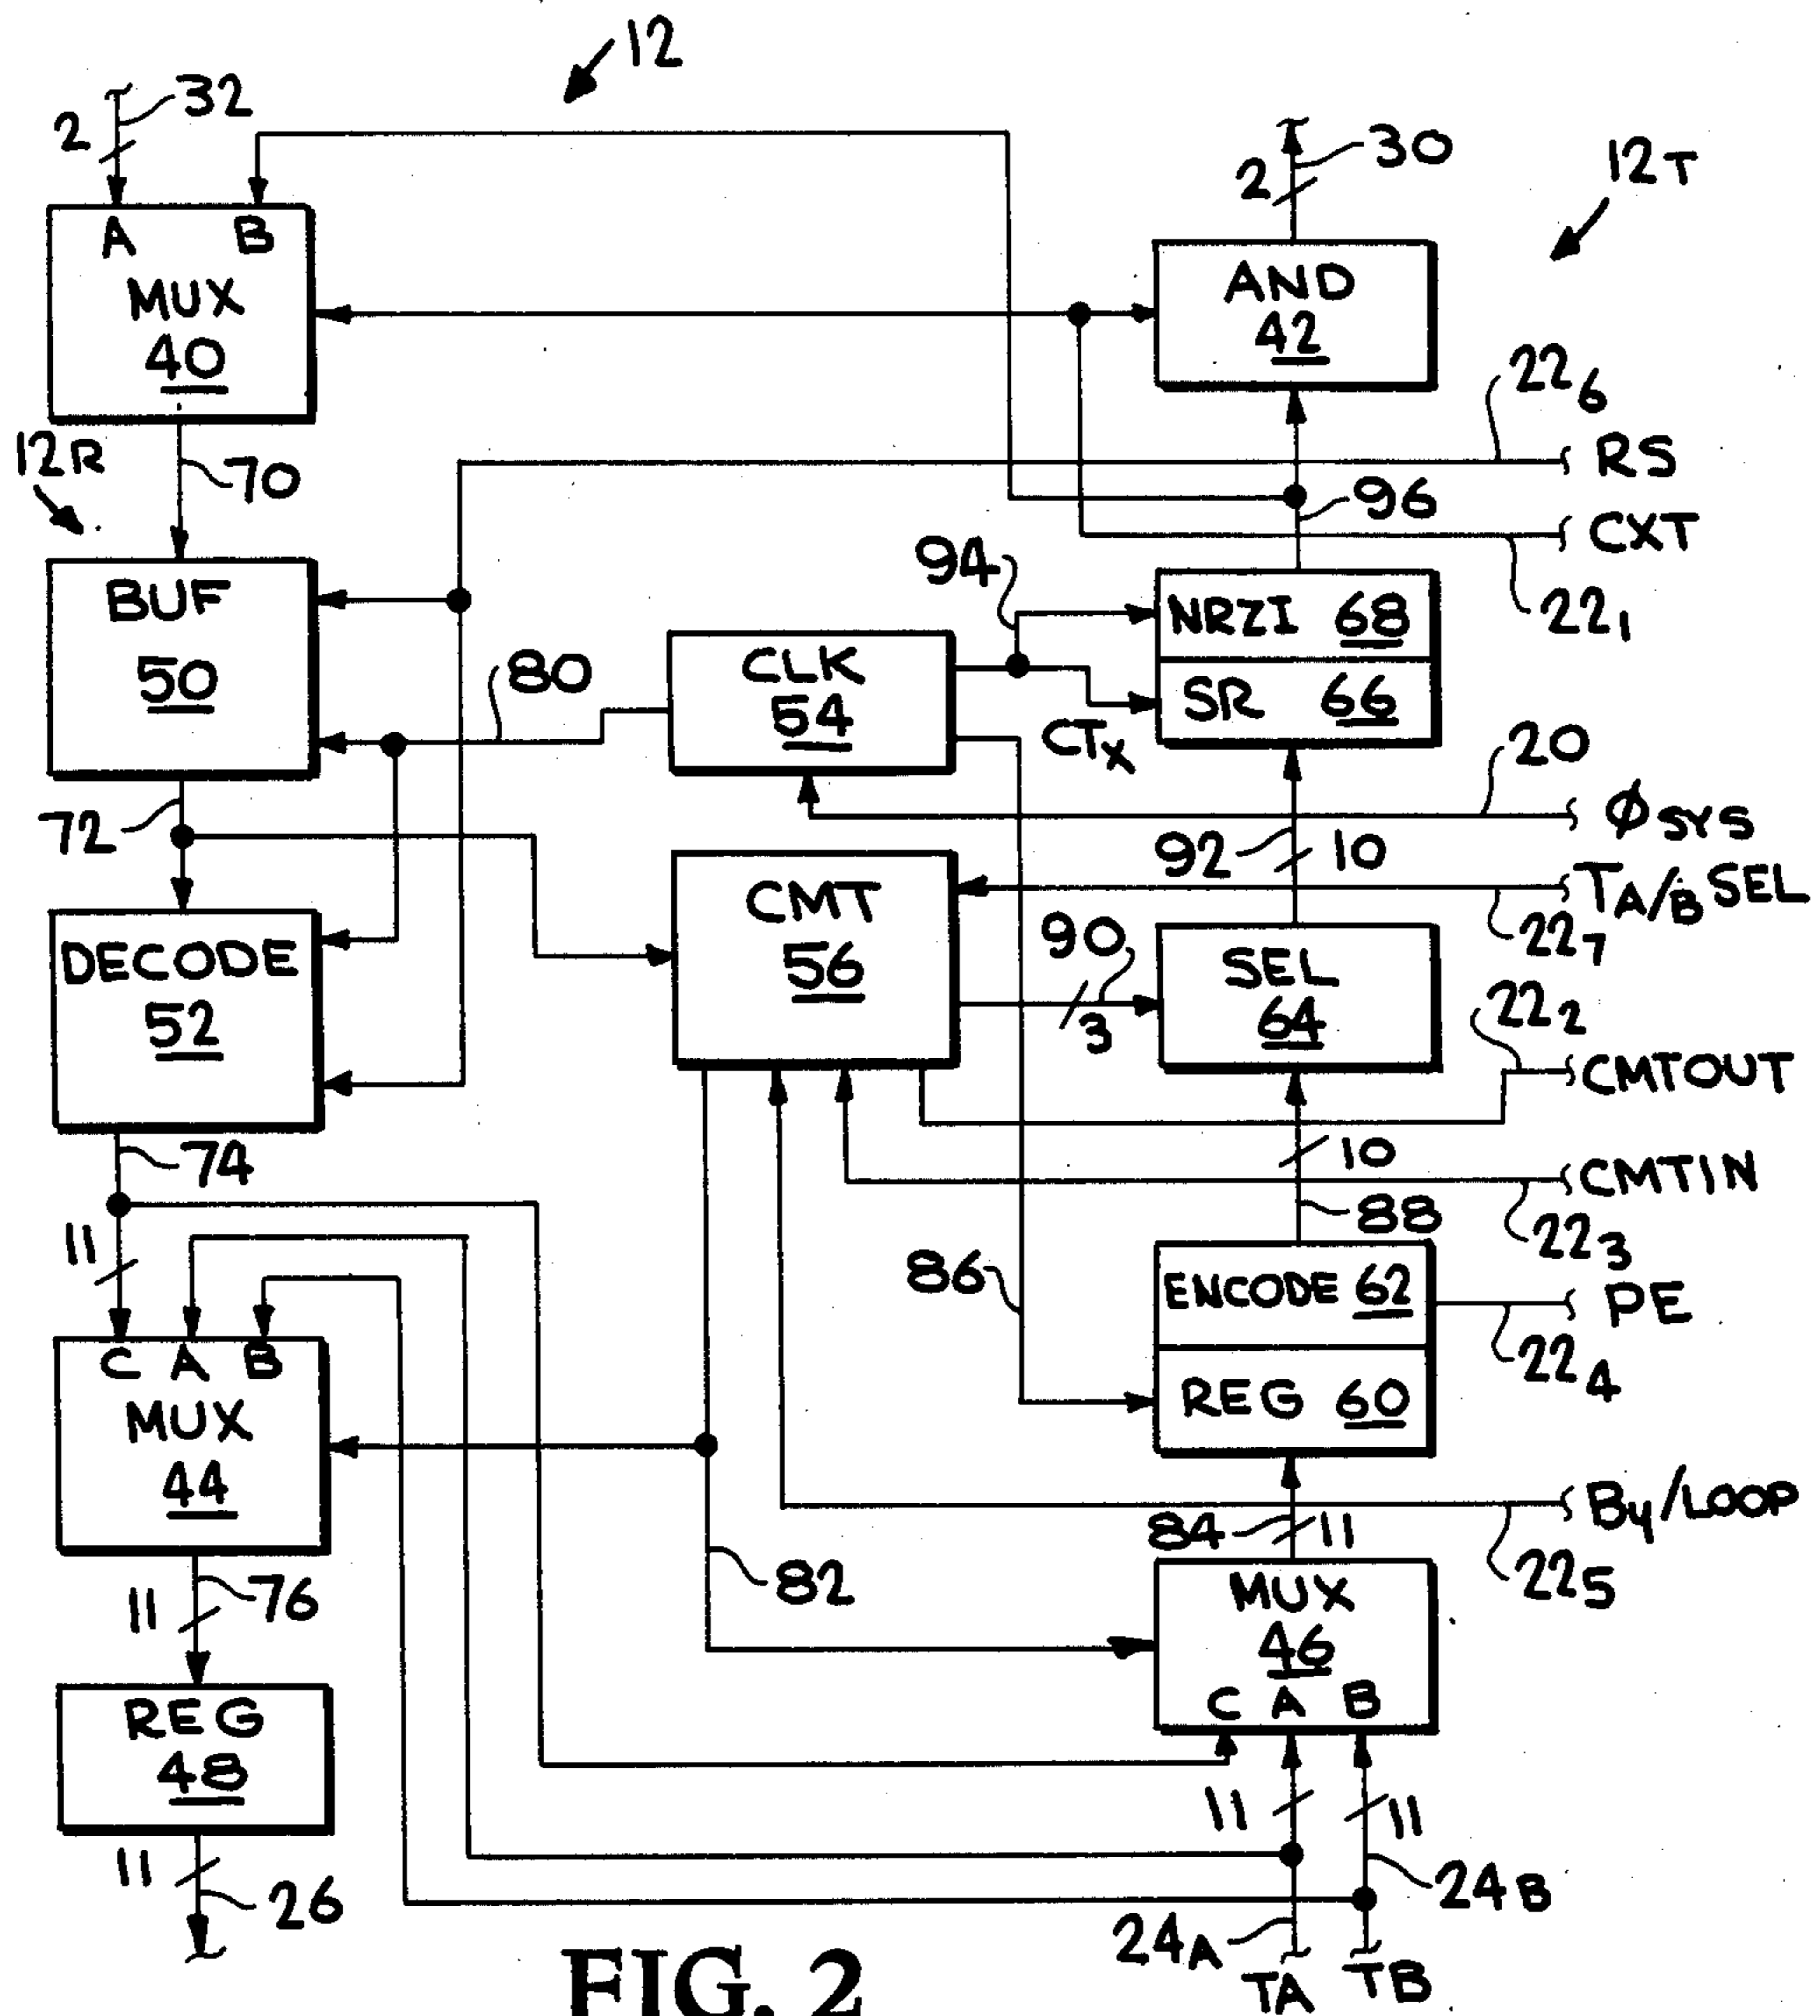 12
32
2
30
2
12T
A B
MUX
40
AND
42
22₆
RS
12R
70
96
CXT
22₁
94
BUF
50
80
CLK
54
NRZI 68
SR 66
CTX
20
72
φSYS
92
10
TA/B SEL
22₇
CMT
56
90
3
DECODE
52
SEL
64
22₂
CMTOUT
74
10
CMTIN
22₃
88
11
86
ENCODE 62
PE
22₄
REG 60
C A B
MUX
44
By/LOOP
22₅
84
11
82
76
11
MUX
46
C A B
REG
48
11
11
11
26
24B
24A
TA
TB
FIG. 2